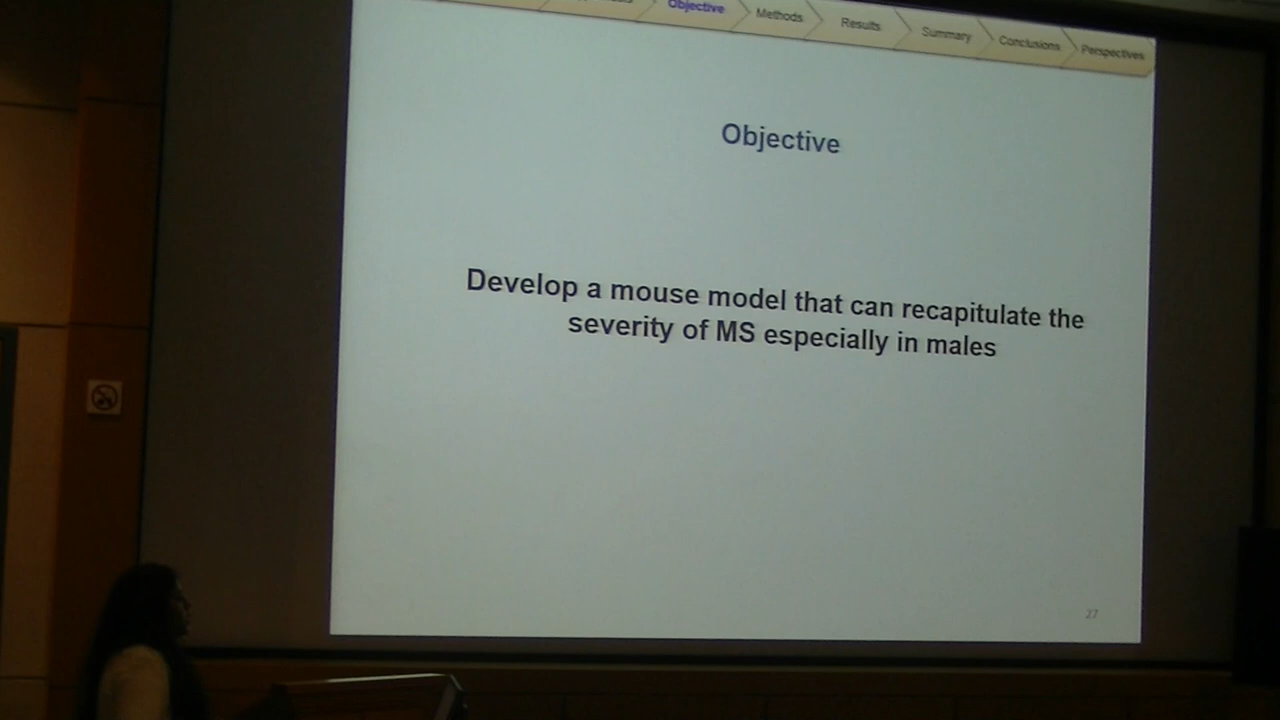 Objective
Methods
Results
Summary
Conclusions
Perspectives
Objective
Develop a mouse model that can recapitulate the
severity of MS especially in males
27